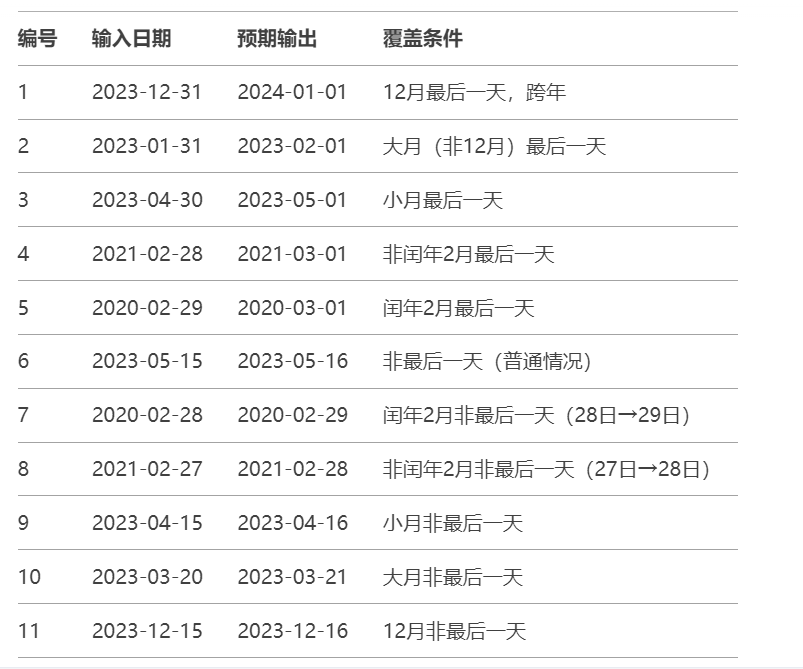 编号 输入日期 预期输出 覆盖条件
1 2023-12-31 2024-01-01 12月最后一天，跨年
2 2023-01-31 2023-02-01 大月（非12月）最后一天
3 2023-04-30 2023-05-01 小月最后一天
4 2021-02-28 2021-03-01 非闰年2月最后一天
5 2020-02-29 2020-03-01 闰年2月最后一天
6 2023-05-15 2023-05-16 非最后一天（普通情况）
7 2020-02-28 2020-02-29 闰年2月非最后一天（28日→29日）
8 2021-02-27 2021-02-28 非闰年2月非最后一天（27日→28日）
9 2023-04-15 2023-04-16 小月非最后一天
10 2023-03-20 2023-03-21 大月非最后一天
11 2023-12-15 2023-12-16 12月非最后一天